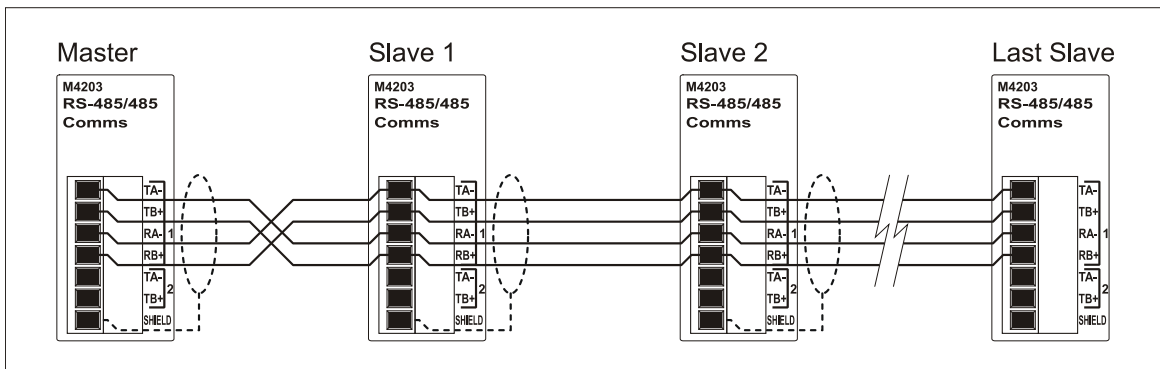 Master
M4203
RS-485/485
Comms
TA-
TB+
RA-
RB+
1
TA-
TB+
2
SHIELD
Slave 1
M4203
RS-485/485
Comms
TA-
TB+
RA-
RB+
1
TA-
TB+
2
SHIELD
Slave 2
M4203
RS-485/485
Comms
TA-
TB+
RA-
RB+
1
TA-
TB+
2
SHIELD
Last Slave
M4203
RS-485/485
Comms
TA-
TB+
RA-
RB+
1
TA-
TB+
2
SHIELD